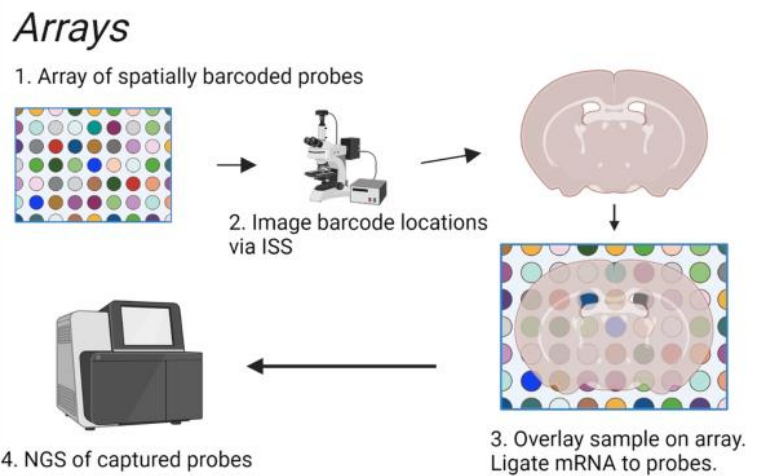 Arrays
1. Array of spatially barcoded probes
2. Image barcode locations
via ISS
3. Overlay sample on array.
Ligate mRNA to probes.
4. NGS of captured probes